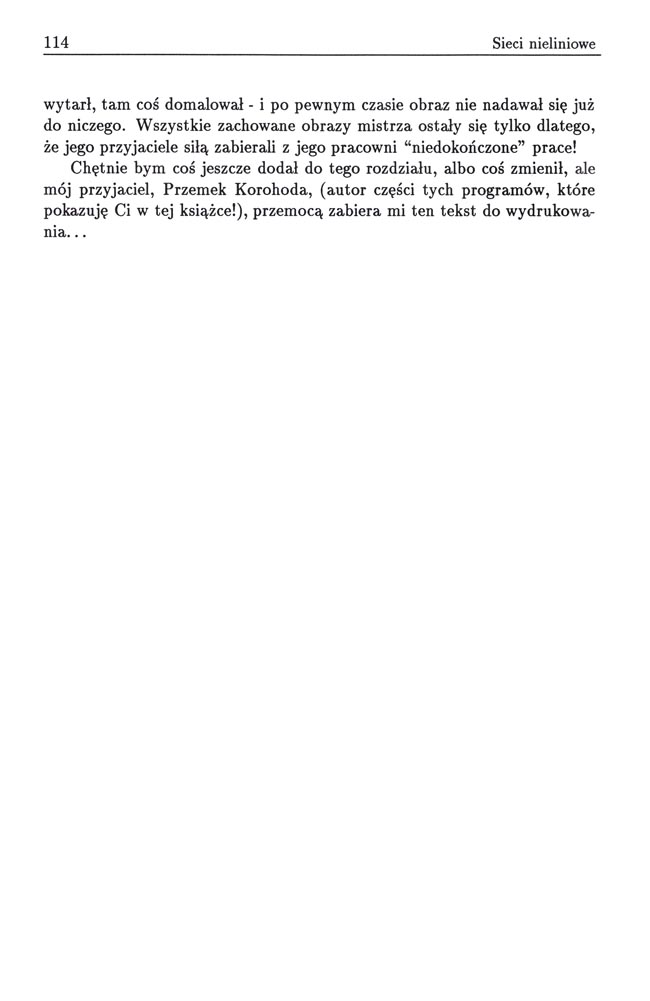 114 Sieci nieliniowe
wytarł, tam coś domalował - i po pewnym czasie obraz nie nadawał się już
do niczego. Wszystkie zachowane obrazy mistrza ostały się tylko dlatego,
że jego przyjaciele siłą zabierali z jego pracowni “niedokończone” prace!
Chętnie bym coś jeszcze dodał do tego rozdziału, albo coś zmienił, ale
mój przyjaciel, Przemek Korohoda, (autor części tych programów, które
pokazuję Ci w tej książce!), przemocą zabiera mi ten tekst do wydrukowa-
nia...